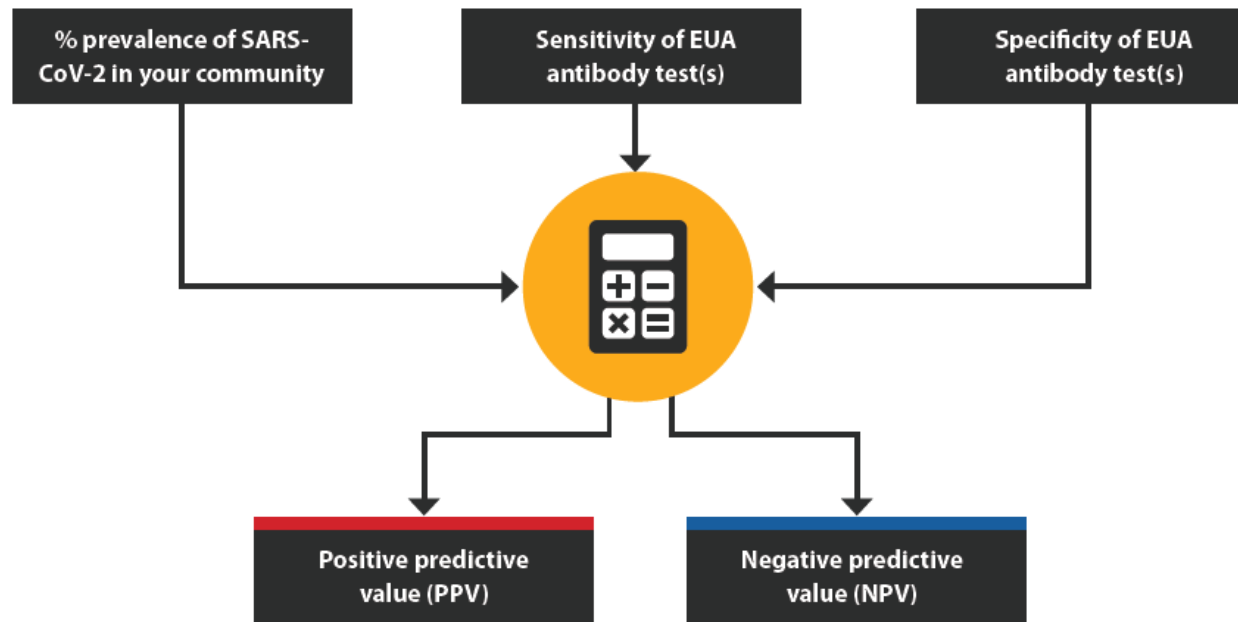 % prevalence of SARS-
CoV-2 in your community
Sensitivity of EUA
antibody test(s)
Specificity of EUA
antibody test(s)
Positive predictive
value (PPV)
Negative predictive
value (NPV)